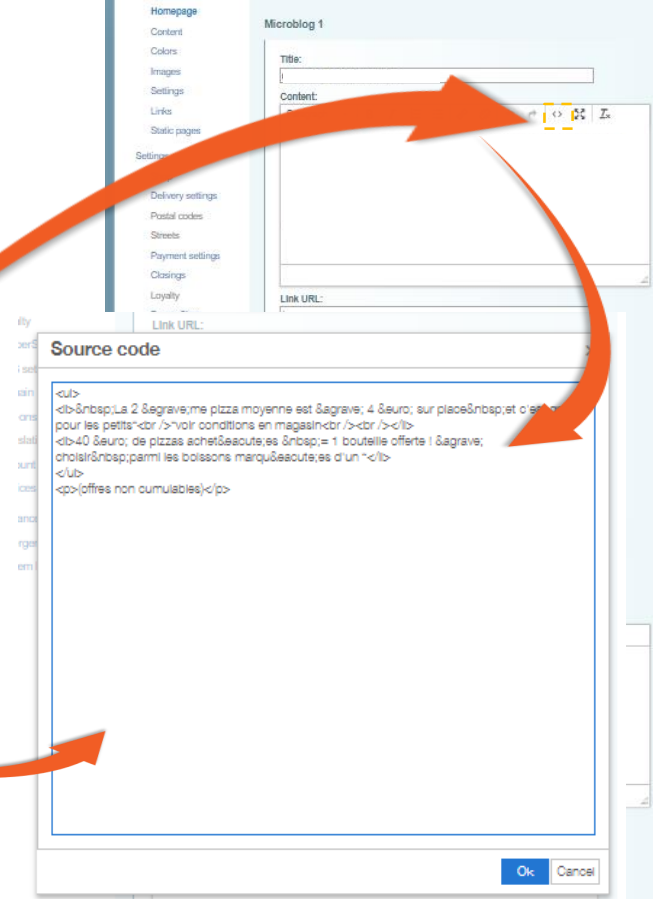 Homepage
Content
Colors
Images
Settings
Links
Static pages
Settings
Delivery settings
Postal codes
Streets
Payment settings
Closings
Loyalty
Microblog 1
Title:
Content:
Link URL:
Link URL:
Source code
<ul>
<li>&nbsp;La 2 &egrave;me pizza moyenne est &agrave; 4 &euro; sur place&nbsp;et
pour les petits*<br />*voir conditions en magasin<br /><br /></li>
<li>40 &euro; de pizzas achet&eacute;es &nbsp;= 1 bouteille offerte ! &agrave;
choisir&nbsp;parmi les boissons marqu&eacute;es d'un *</li>
</ul>
<p>(offres non cumulables)</p>
Ok
Cancel